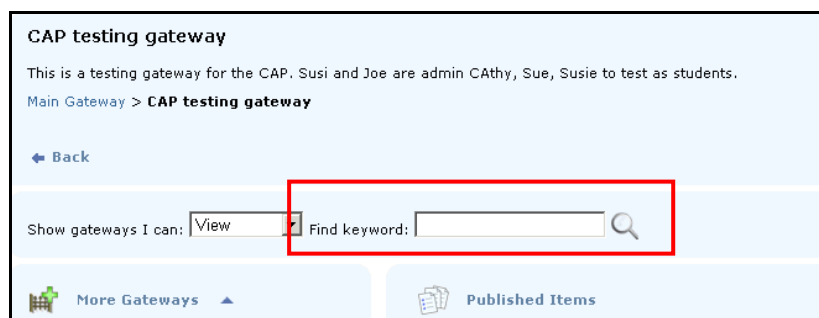 CAP testing gateway
This is a testing gateway for the CAP. Susi and Joe are admin CAthy, Sue, Susie to test as students.
Main Gateway > CAP testing gateway
Back
Show gateways I can: View Find keyword:
More Gateways Published Items